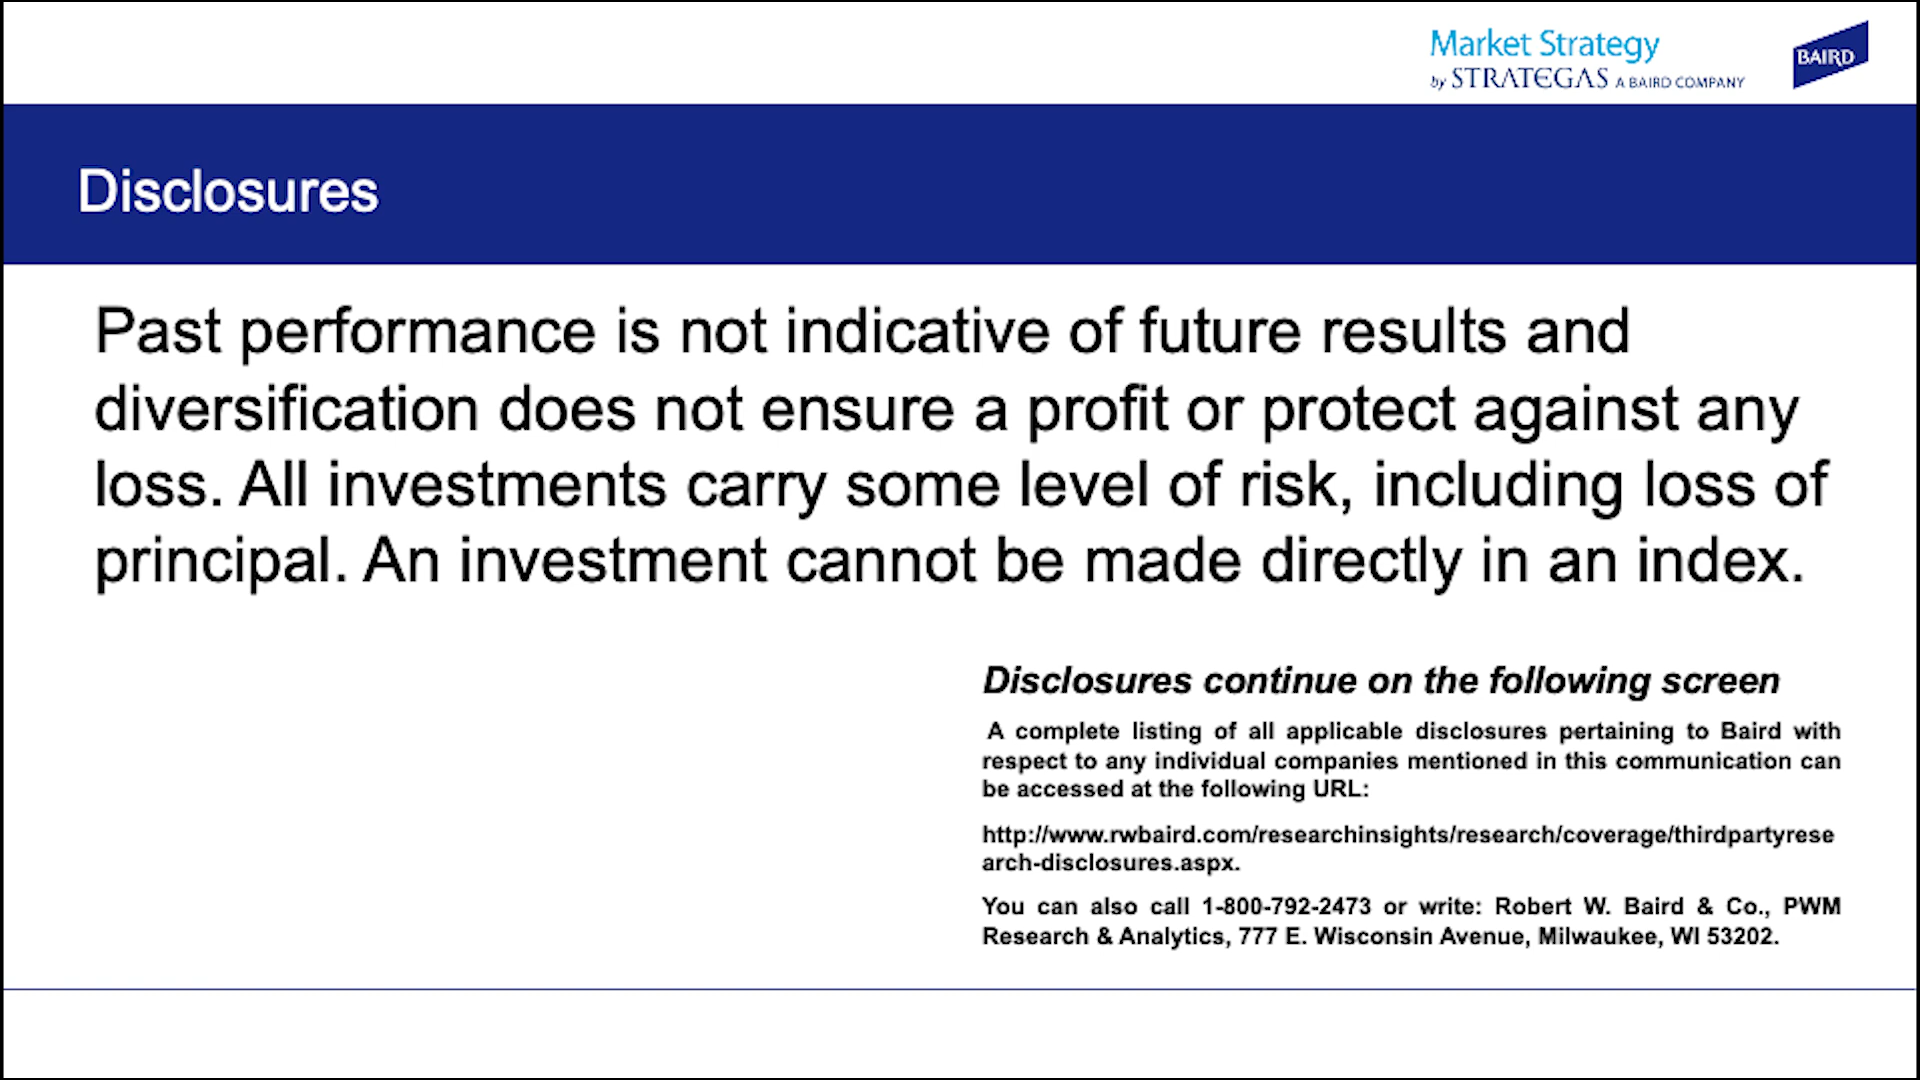 Market Strategy
by STRATEGAS A BAIRD COMPANY
BAIRD
Disclosures
Past performance is not indicative of future results and
diversification does not ensure a profit or protect against any
loss. All investments carry some level of risk, including loss of
principal. An investment cannot be made directly in an index.
Disclosures continue on the following screen
A complete listing of all applicable disclosures pertaining to Baird with
respect to any individual companies mentioned in this communication can
be accessed at the following URL:
http://www.rwbaird.com/researchinsights/research/coverage/thirdpartyrese
arch-disclosures.aspx.
You can also call 1-800-792-2473 or write: Robert W. Baird & Co., PWM
Research & Analytics, 777 E. Wisconsin Avenue, Milwaukee, WI 53202.